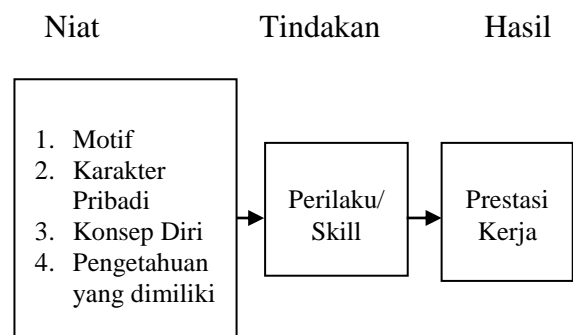 Niat Tindakan Hasil
1. Motif
2. Karakter
Pribadi
3. Konsep Diri
4. Pengetahuan
yang dimiliki
Perilaku/
Skill
Prestasi
Kerja